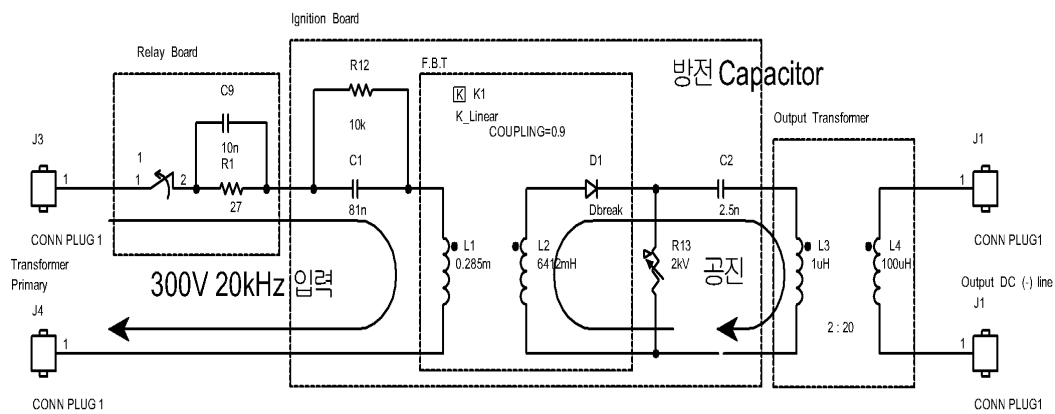 Ignition Board
Relay Board
R12
F.B.T
방전 Capacitor
K K1
K_Linear
COUPLING=0.9
C9
10k
Output Transformer
J3
10n
J1
1
R1
C1
D1
C2
1
1
2
1
27
81n
Dbreak
2.5n
CONN PLUG 1
L1
L2
R13
L3
L4
CONN PLUG1
0.285m
6412mH
2kV
1uH
100uH
Transformer
Primary
300V 20kHz 입력
공진
Output DC (-) line
J4
J1
2 : 20
1
1
CONN PLUG 1
CONN PLUG1